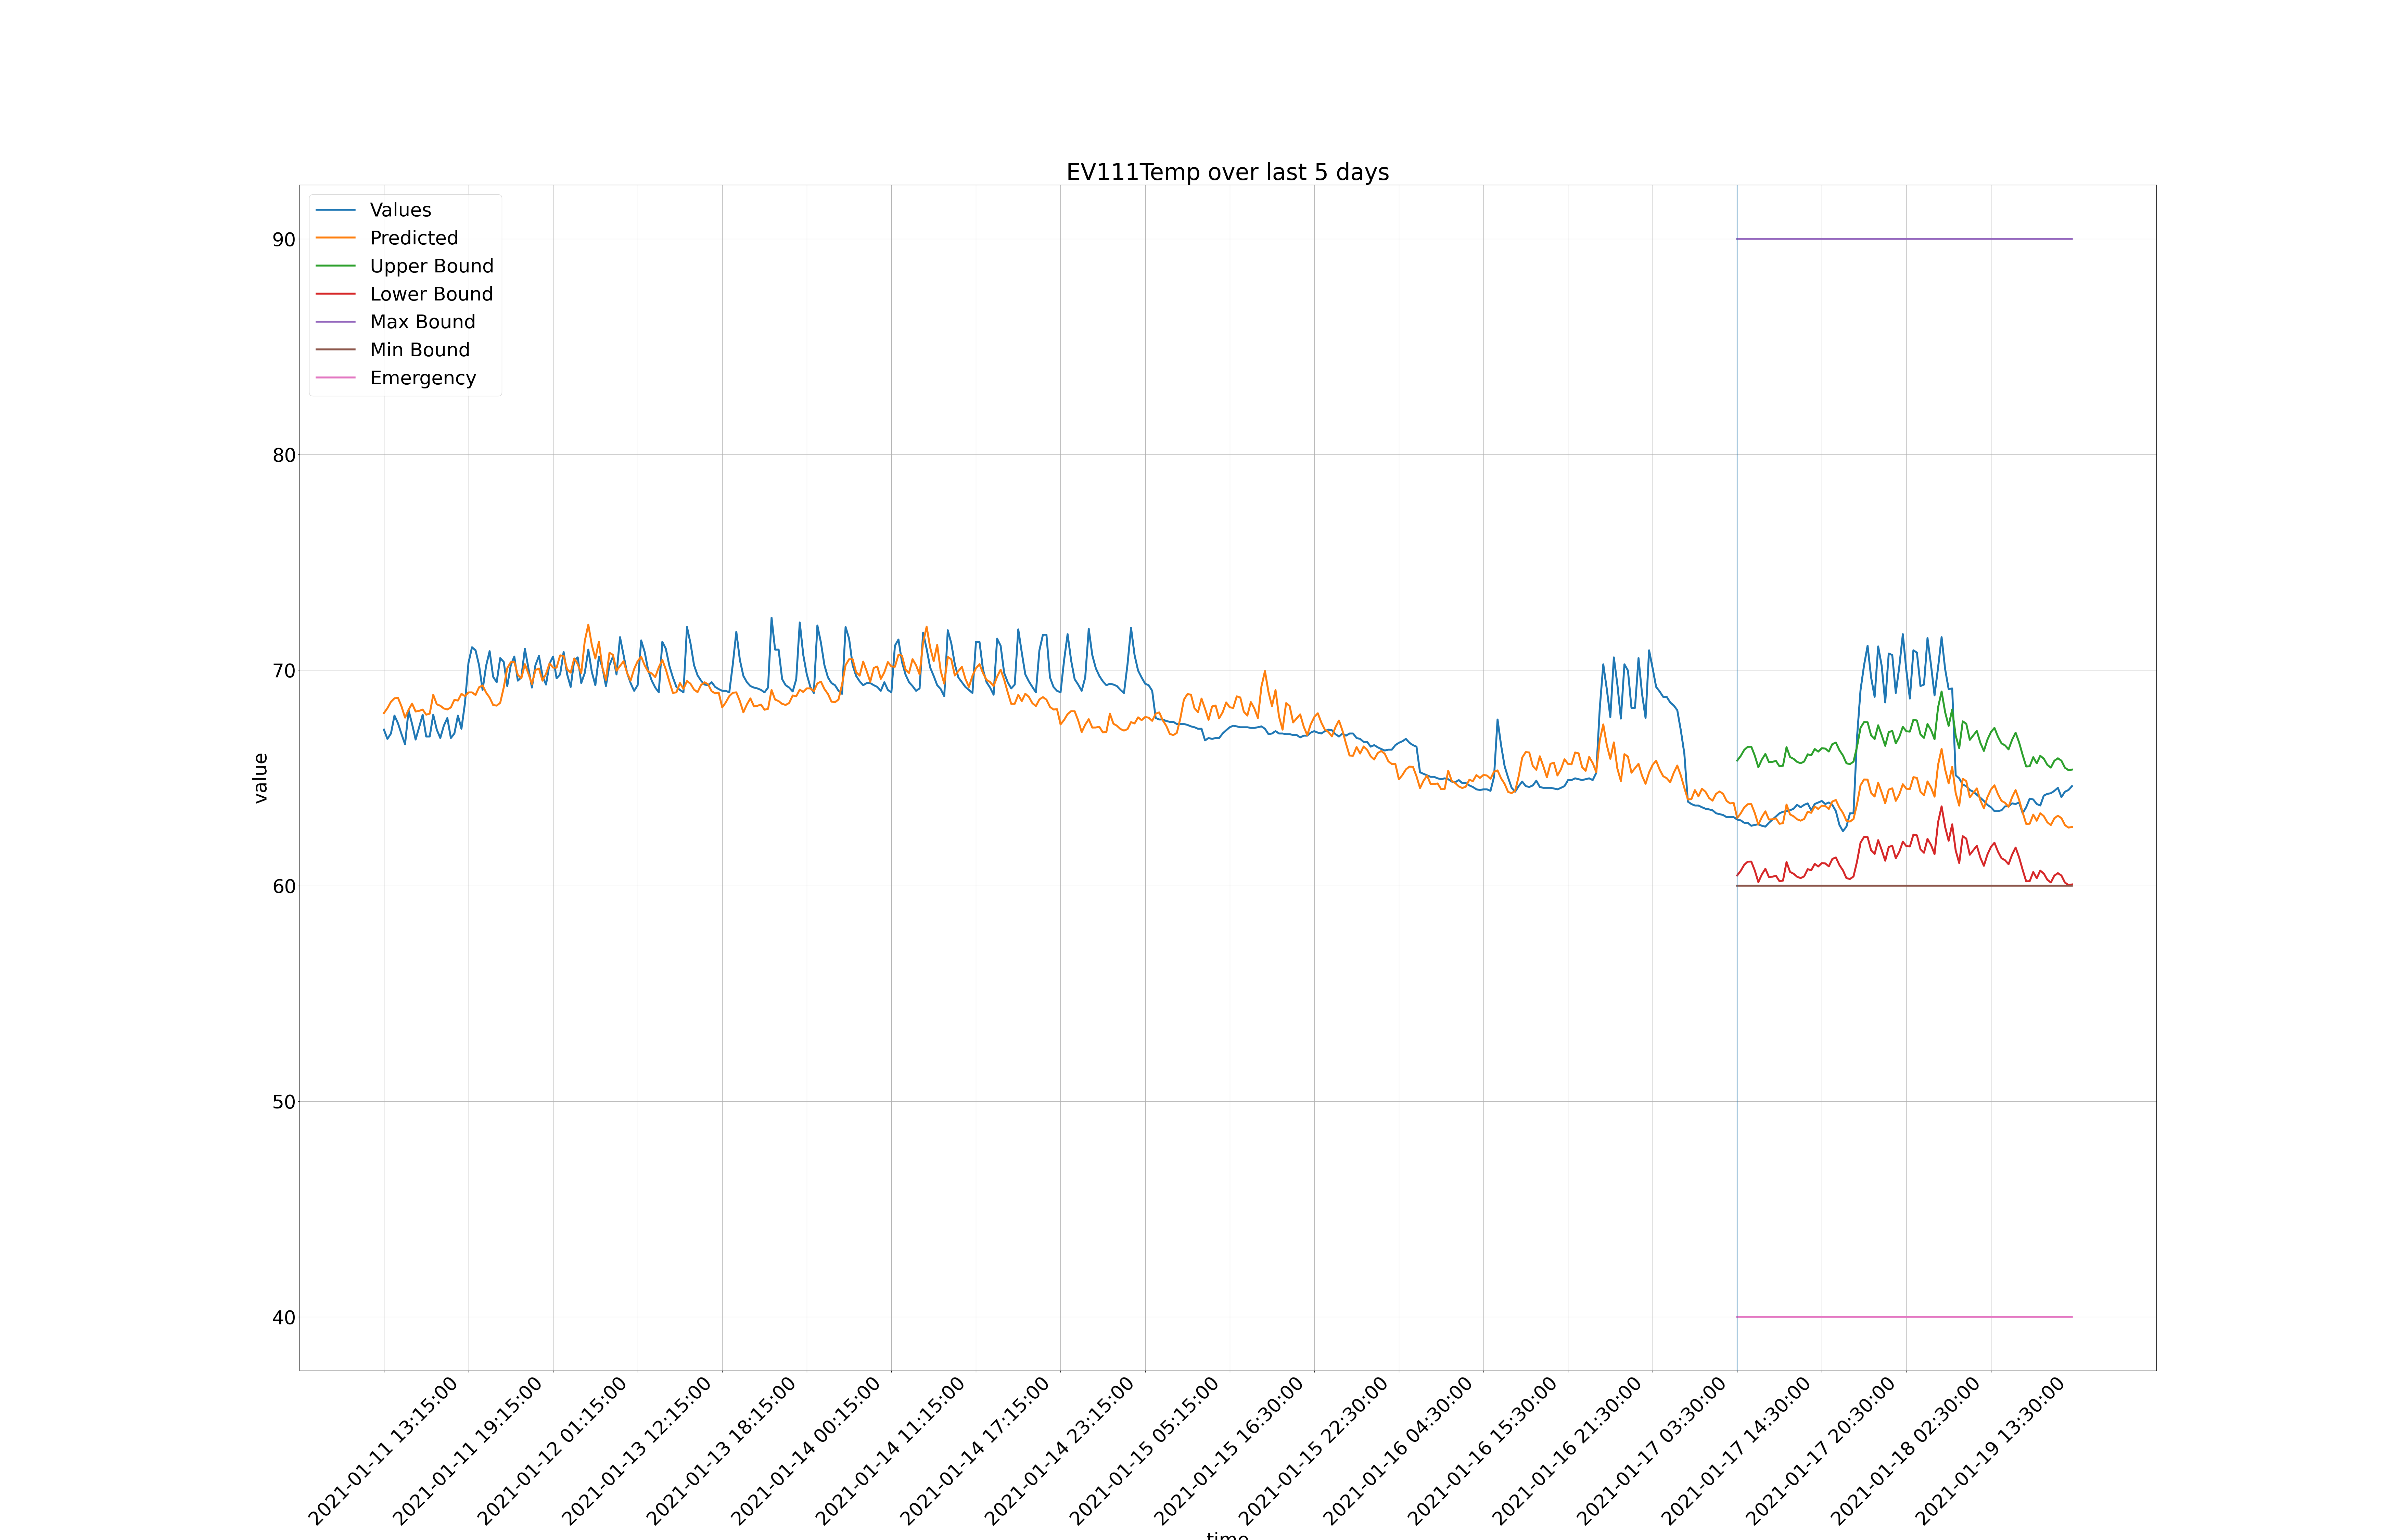 EV111Temp over last 5 days
Values
Predicted
Upper Bound
Lower Bound
Max Bound
Min Bound
Emergency
90
80
70
60
50
40
value
2021-01-11 13:15:00
2021-01-11 19:15:00
2021-01-12 01:15:00
2021-01-13 12:15:00
2021-01-13 18:15:00
2021-01-14 00:15:00
2021-01-14 11:15:00
2021-01-14 17:15:00
2021-01-14 23:15:00
2021-01-15 05:15:00
2021-01-15 16:30:00
2021-01-15 22:30:00
2021-01-16 04:30:00
2021-01-16 15:30:00
2021-01-16 21:30:00
2021-01-17 03:30:00
2021-01-17 14:30:00
2021-01-17 20:30:00
2021-01-18 02:30:00
2021-01-19 13:30:00
time